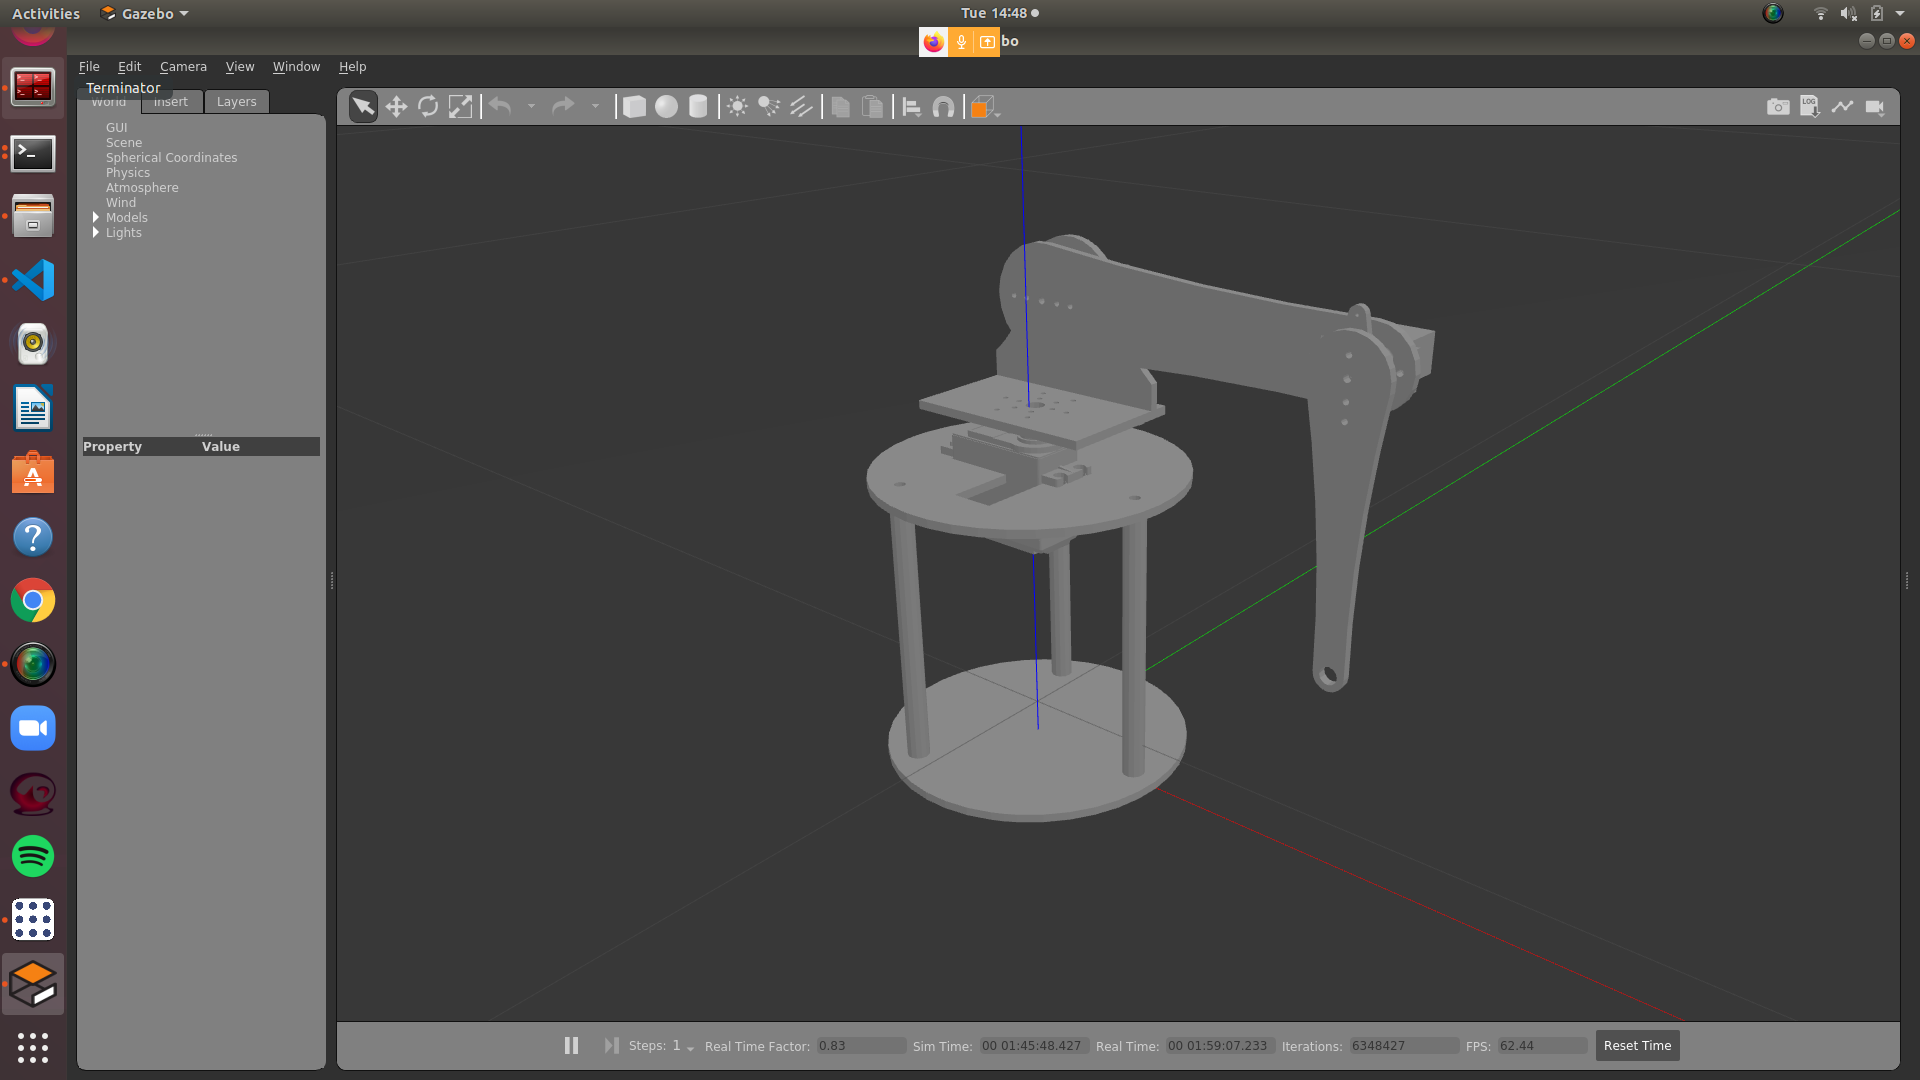 Activities Gazebo Tue 14:48
bo
File Edit Camera View Window Help
Terminator
World Insert Layers
LOG
GUI
Scene
Spherical Coordinates
Physics
Atmosphere
Wind
Models
Lights
Property Value
Steps: 1 Real Time Factor: 0.83 Sim Time: 00 01:45:48.427 Real Time: 00 01:59:07.233 Iterations: 6348427 FPS: 62.44 Reset Time